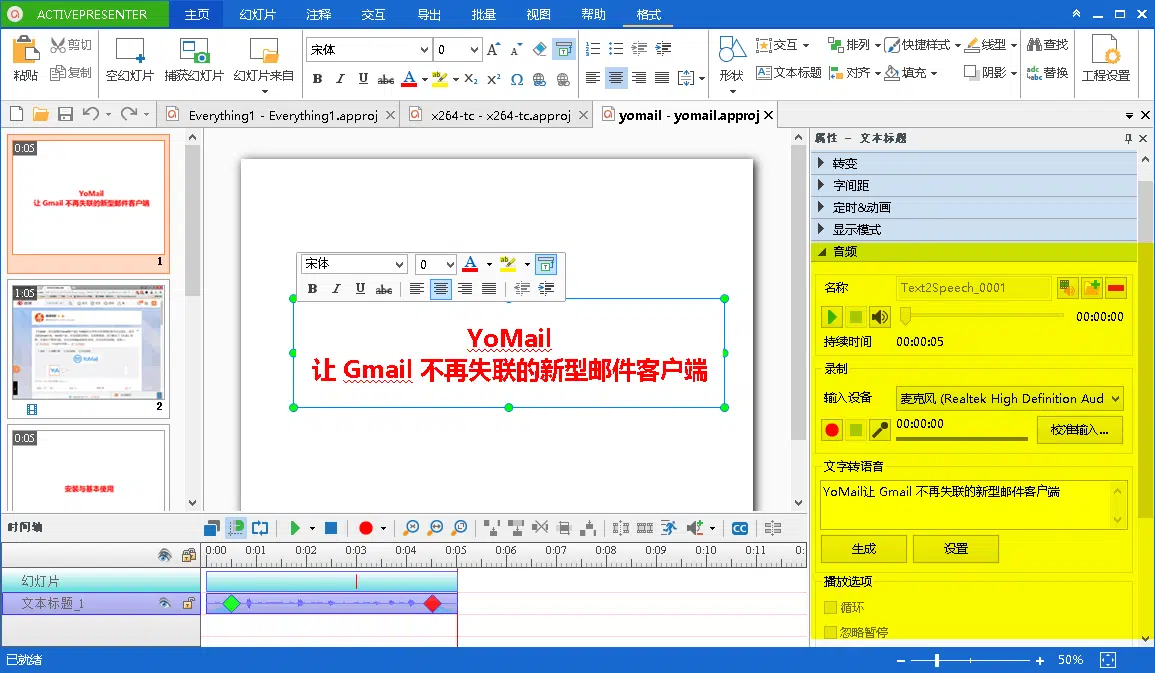 ACTIVEPRESENTER 主页 幻灯片 注释 交互 导出 批量 视图 帮助 格式
粘贴 剪切 复制 空幻灯片 捕获幻灯片 幻灯片来自
宋体 0
B I U abc A ab X₂ X² Ω
形状 交互 文本标题 排列 对齐 快捷样式 填充 线型 阴影 查找 替换 工程设置
Everything1 - Everything1.approj
x264-tc - x264-tc.approj
yomail - yomail.approj
0:05
YoMail
让 Gmail 不再失联的新型邮件客户端
1
1:05
2
0:05
安装与基本使用
宋体 0
B I U abc
YoMail
让 Gmail 不再失联的新型邮件客户端
属性 - 文本标题
转变
字间距
定时&动画
显示模式
音频
名称 Text2Speech_0001
00:00:00
持续时间 00:00:05
录制
输入设备 麦克风 (Realtek High Definition Aud
00:00:00 校准输入...
文字转语音
YoMail让 Gmail 不再失联的新型邮件客户端
生成 设置
播放选项
循环
忽略暂停
时间轴
CC
0:00 0:01 0:02 0:03 0:04 0:05 0:06 0:07 0:08 0:09 0:10 0:11 0:
幻灯片
文本标题_1
已就绪 50%